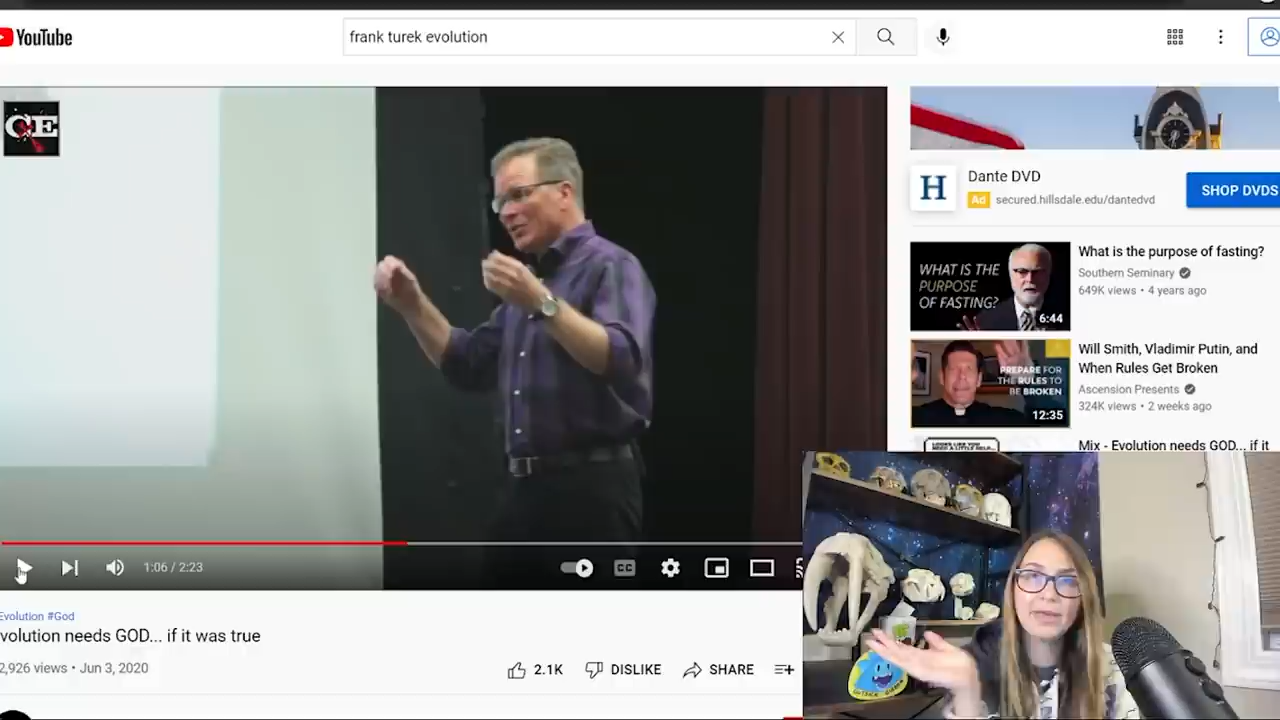 YouTube
frank turek evolution
CE
H
Dante DVD
Ad secured.hillsdale.edu/dantedvd
SHOP DVDS
WHAT IS THE
PURPOSE
OF FASTING?
6:44
What is the purpose of fasting?
Southern Seminary
649K views • 4 years ago
PREPARE FOR
THE RULES TO
BE BROKEN
12:35
Will Smith, Vladimir Putin, and
When Rules Get Broken
Ascension Presents
324K views • 2 weeks ago
Mix - Evolution needs GOD... if it
1:06 / 2:23
CC
Evolution #God
volution needs GOD... if it was true
2,926 views • Jun 3, 2020
2.1K
DISLIKE
SHARE